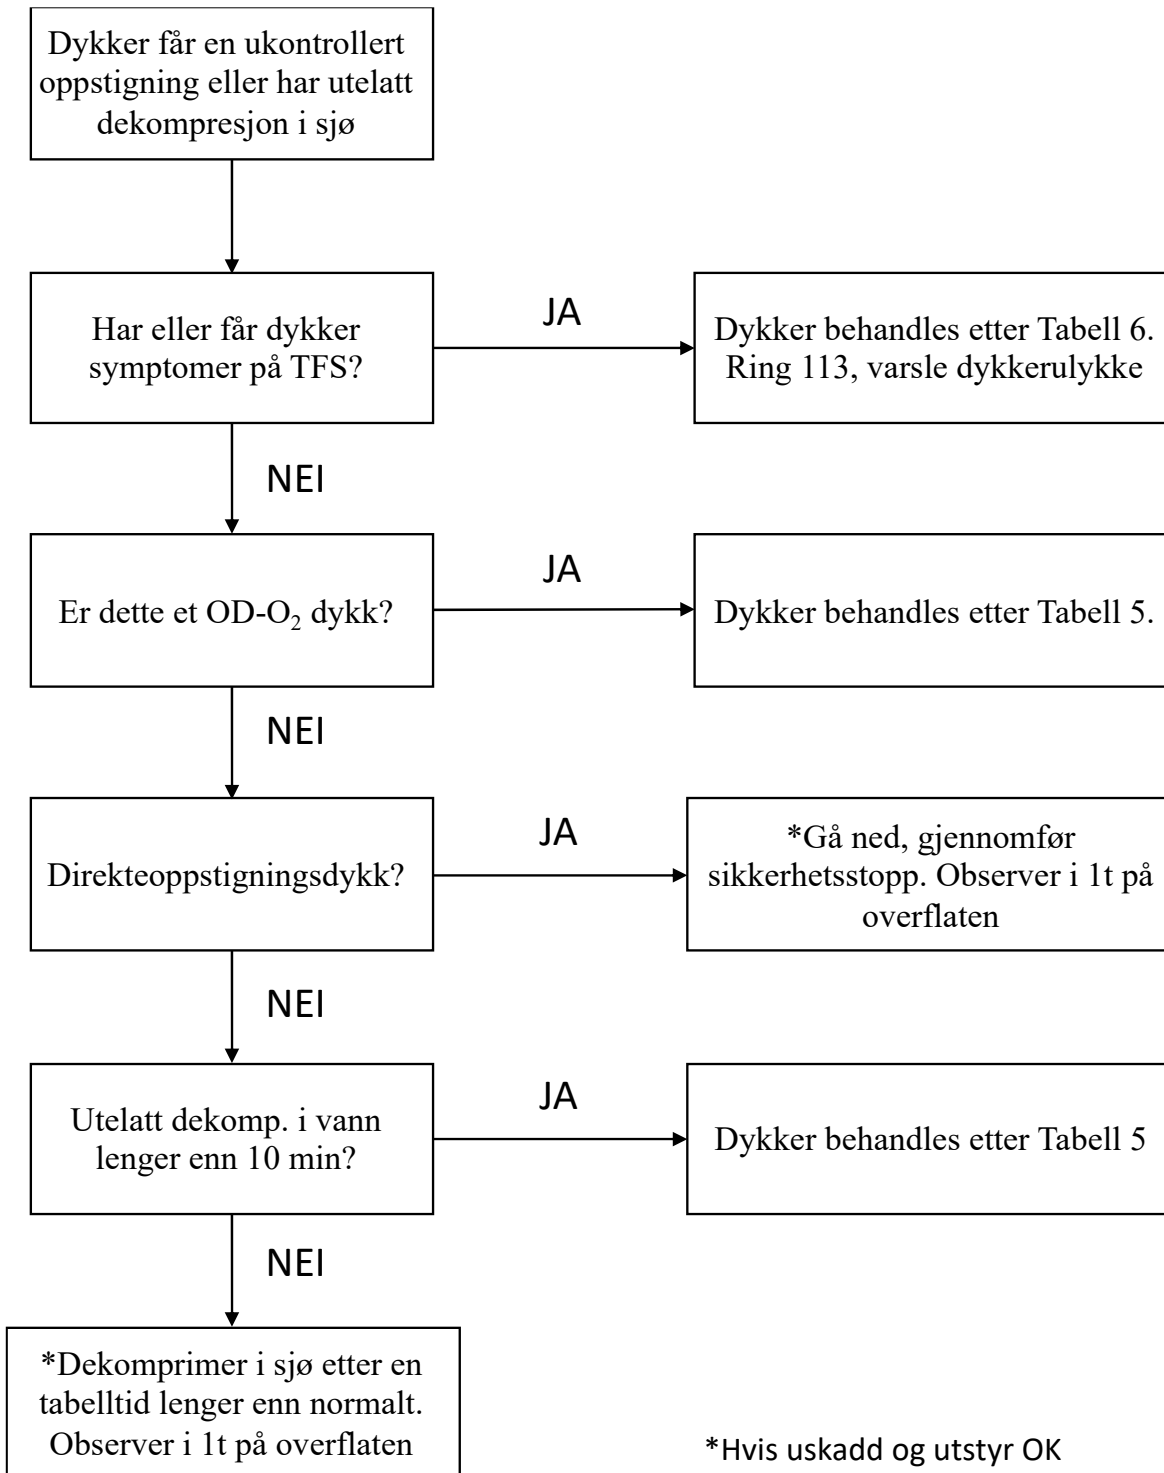 Dykker får en ukontrollert
oppstigning eller har utelatt
dekompresjon i sjø
Har eller får dykker
symptomer på TFS?
JA
Dykker behandles etter Tabell 6.
Ring 113, varsle dykkerulykke
NEI
Er dette et OD-O₂ dykk?
JA
Dykker behandles etter Tabell 5.
NEI
Direkteoppstigningsdykk?
JA
*Gå ned, gjennomfør
sikkerhetsstopp. Observer i 1t på
overflaten
NEI
Utelatt dekomp. i vann
lenger enn 10 min?
JA
Dykker behandles etter Tabell 5
NEI
*Dekomprimer i sjø etter en
tabelltid lenger enn normalt.
Observer i 1t på overflaten
*Hvis uskadd og utstyr OK